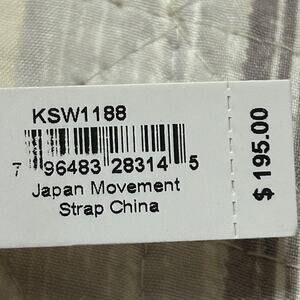 KSW1188
7 96483 28314 5
Japan Movement
Strap China
$195.00